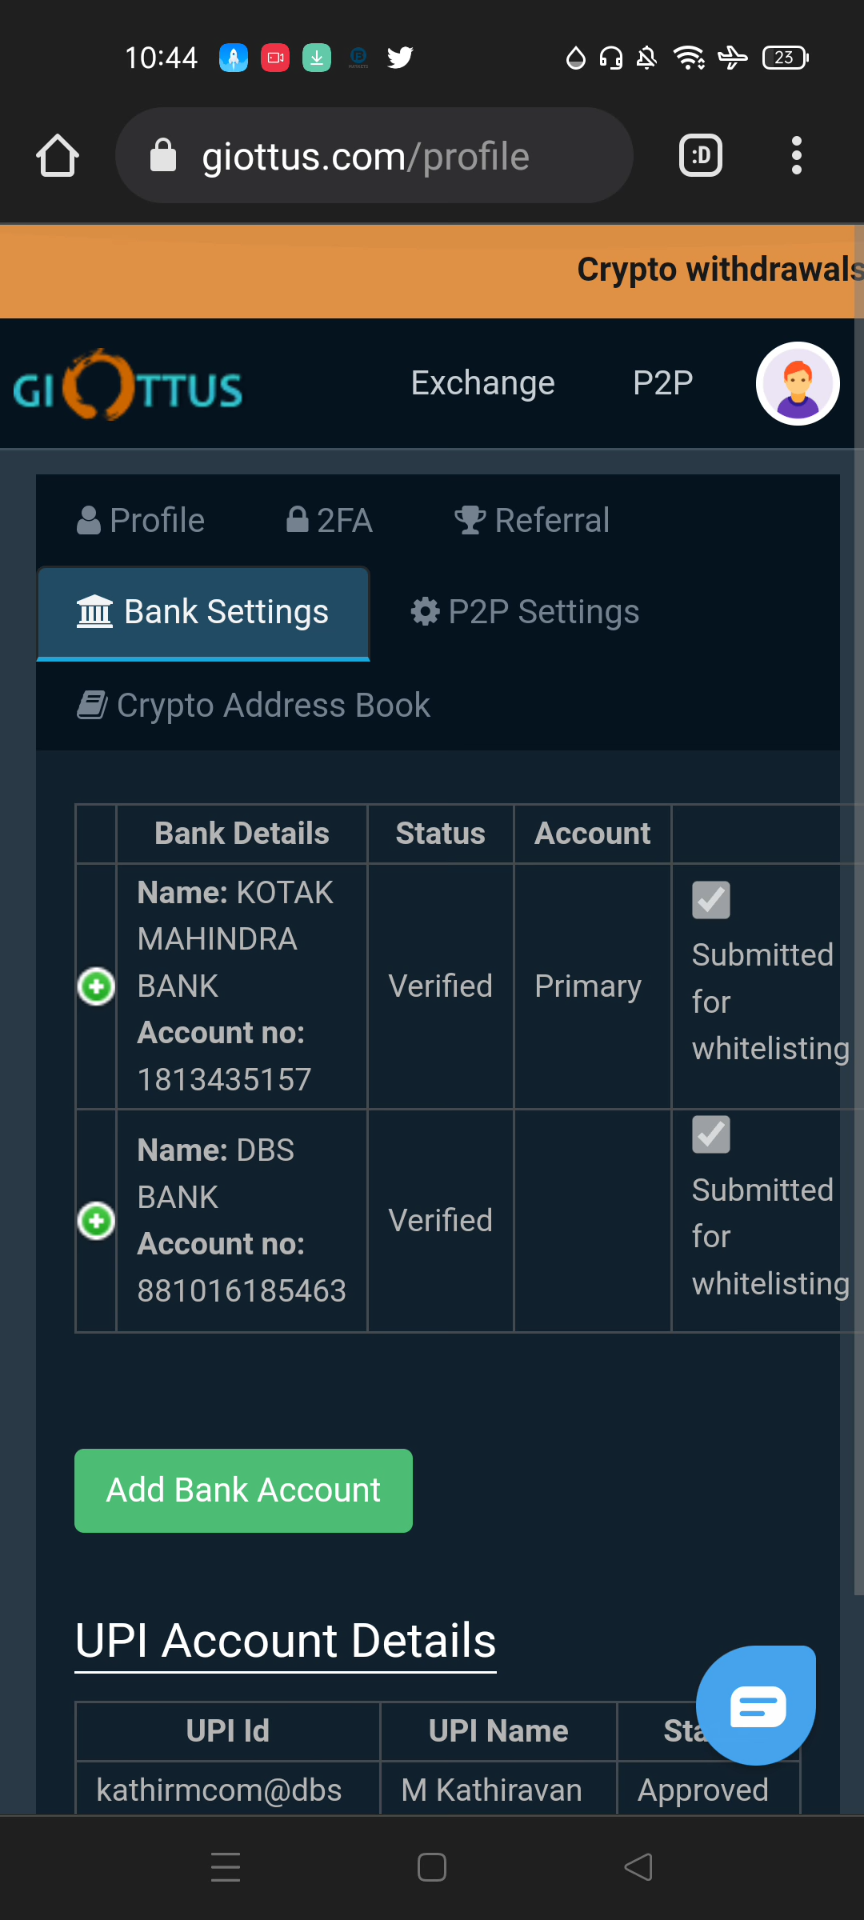 10:44
23
giottus.com/profile
:D
Crypto withdrawals
GIOTTUS
Exchange
P2P
Profile
2FA
Referral
Bank Settings
P2P Settings
Crypto Address Book
Bank Details
Status
Account
Name: KOTAK
MAHINDRA
BANK
Account no:
1813435157
Verified
Primary
Submitted
for
whitelisting
Name: DBS
BANK
Account no:
881016185463
Verified
Submitted
for
whitelisting
Add Bank Account
UPI Account Details
UPI Id
UPI Name
Sta
kathirmcom@dbs
M Kathiravan
Approved